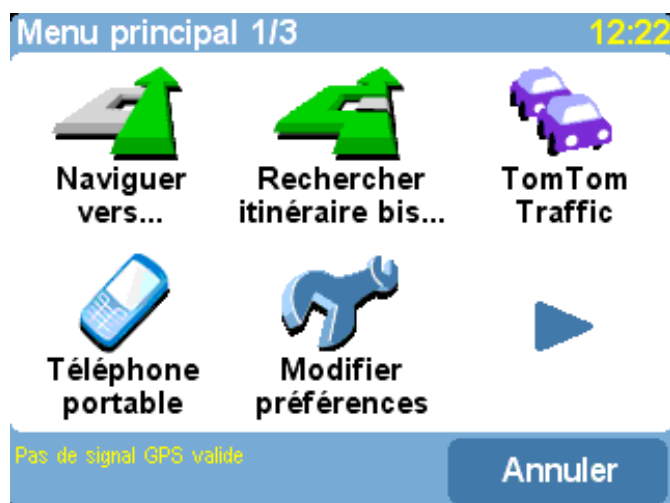 Menu principal 1/3 12:22
Naviguer
vers...
Rechercher
itinéraire bis...
TomTom
Traffic
Téléphone
portable
Modifier
préférences
Pas de signal GPS valide
Annuler